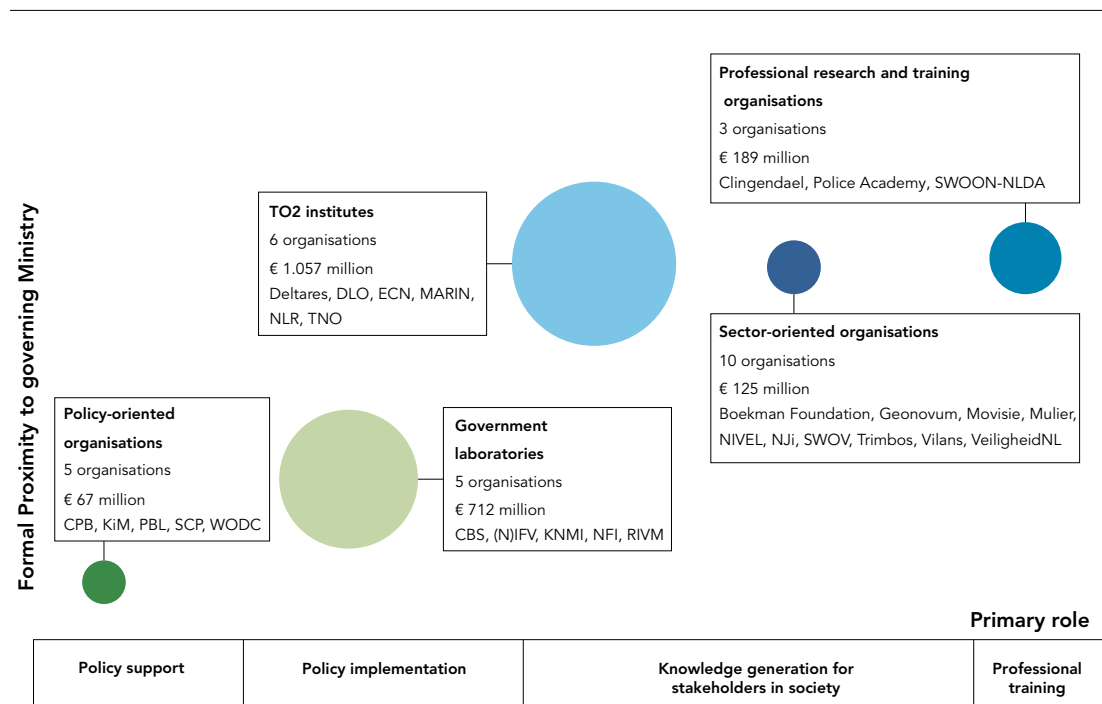 Professional research and training
organisations
3 organisations
€ 189 million
Clingendael, Police Academy, SWOON-NLDA
TO2 institutes
6 organisations
€ 1.057 million
Deltares, DLO, ECN, MARIN,
NLR, TNO
Sector-oriented organisations
10 organisations
€ 125 million
Boekman Foundation, Geonovum, Movisie, Mulier,
NIVEL, NJi, SWOV, Trimbos, Vilans, VeiligheidNL
Formal Proximity to governing Ministry
Policy-oriented
organisations
5 organisations
€ 67 million
CPB, KiM, PBL, SCP, WODC
Government
laboratories
5 organisations
€ 712 million
CBS, (N)IFV, KNMI, NFI, RIVM
Primary role
Policy support
Policy implementation
Knowledge generation for
stakeholders in society
Professional
training